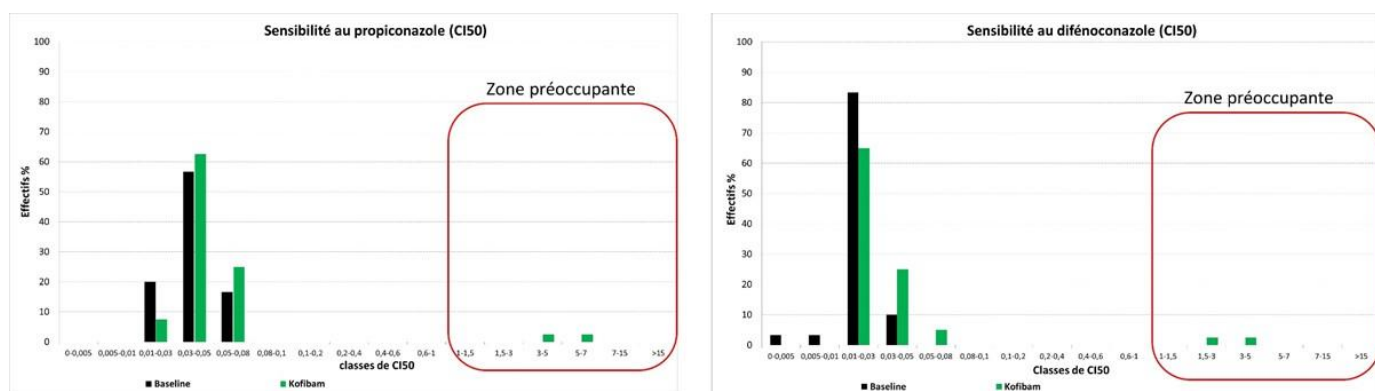 Sensibilité au propiconazole (CI50)
100
90
80
70
60
50
40
30
20
10
0
Effectifs %
Zone préoccupante
0-0,005 0,005-0,01 0,01-0,03 0,03-0,05 0,05-0,08 0,08-0,1 0,1-0,2 0,2-0,4 0,4-0,6 0,6-1 1-1,5 1,5-3 3-5 5-7 7-15 >15
classes de CI50
Baseline Kofibam
Sensibilité au difénoconazole (CI50)
100
90
80
70
60
50
40
30
20
10
0
Effectifs %
Zone préoccupante
0-0,005 0,005-0,01 0,01-0,03 0,03-0,05 0,05-0,08 0,08-0,1 0,1-0,2 0,2-0,4 0,4-0,6 0,6-1 1-1,5 1,5-3 3-5 5-7 7-15 >15
Classes de CI50
Baseline Kofibam